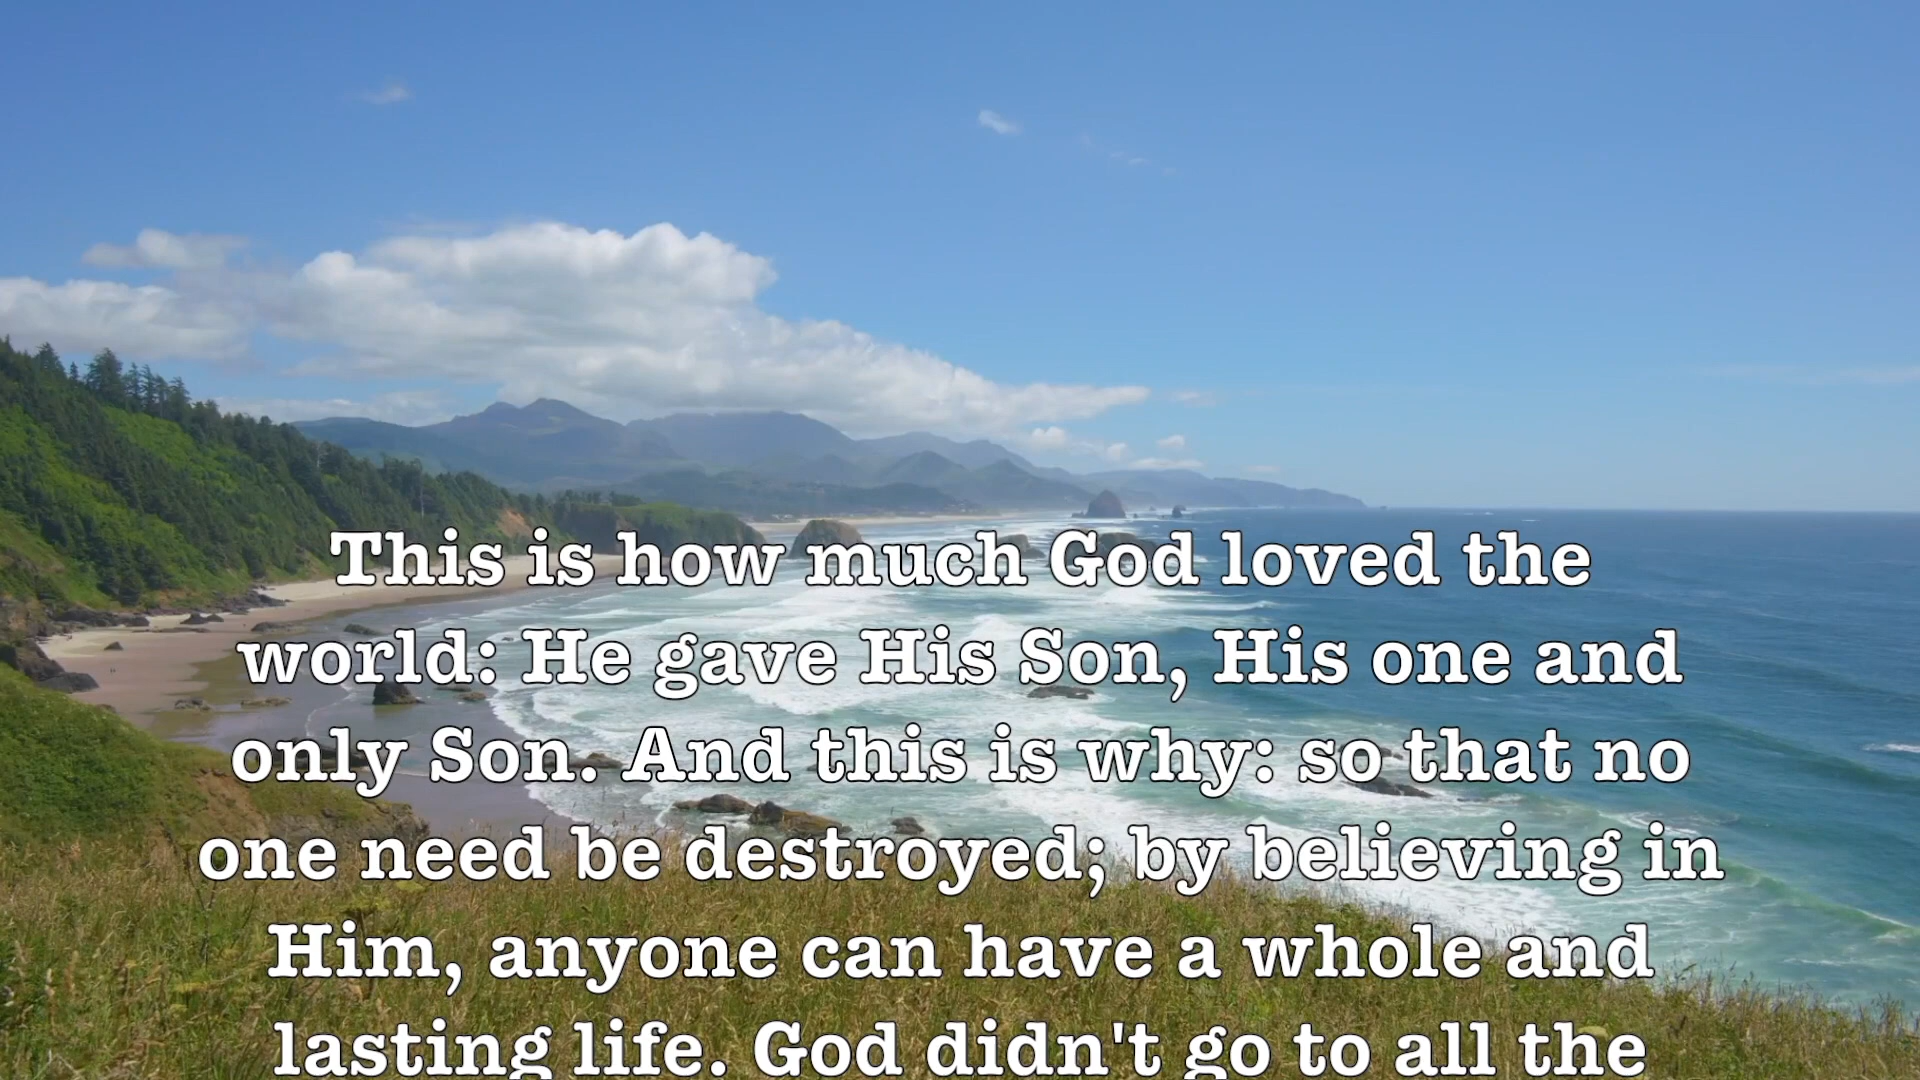 This is how much God loved the
world: He gave His Son, His one and
only Son. And this is why: so that no
one need be destroyed; by believing in
Him, anyone can have a whole and
lasting life. God didn't go to all the